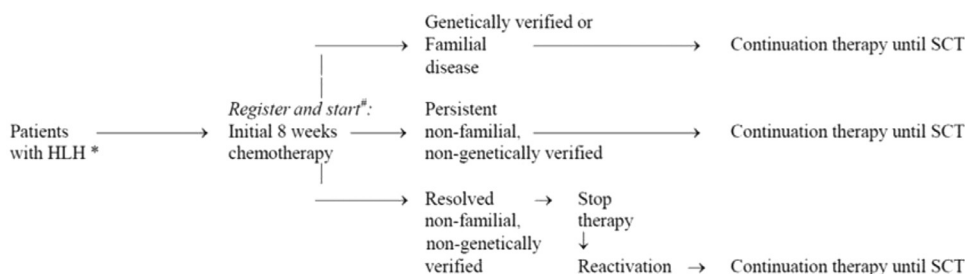 Genetically verified or
Familial
disease
Continuation therapy until SCT
Register and start#:
Initial 8 weeks
chemotherapy
Patients
with HLH *
Persistent
non-familial,
non-genetically verified
Continuation therapy until SCT
Resolved
non-familial,
non-genetically
verified
Stop
therapy
Reactivation
Continuation therapy until SCT